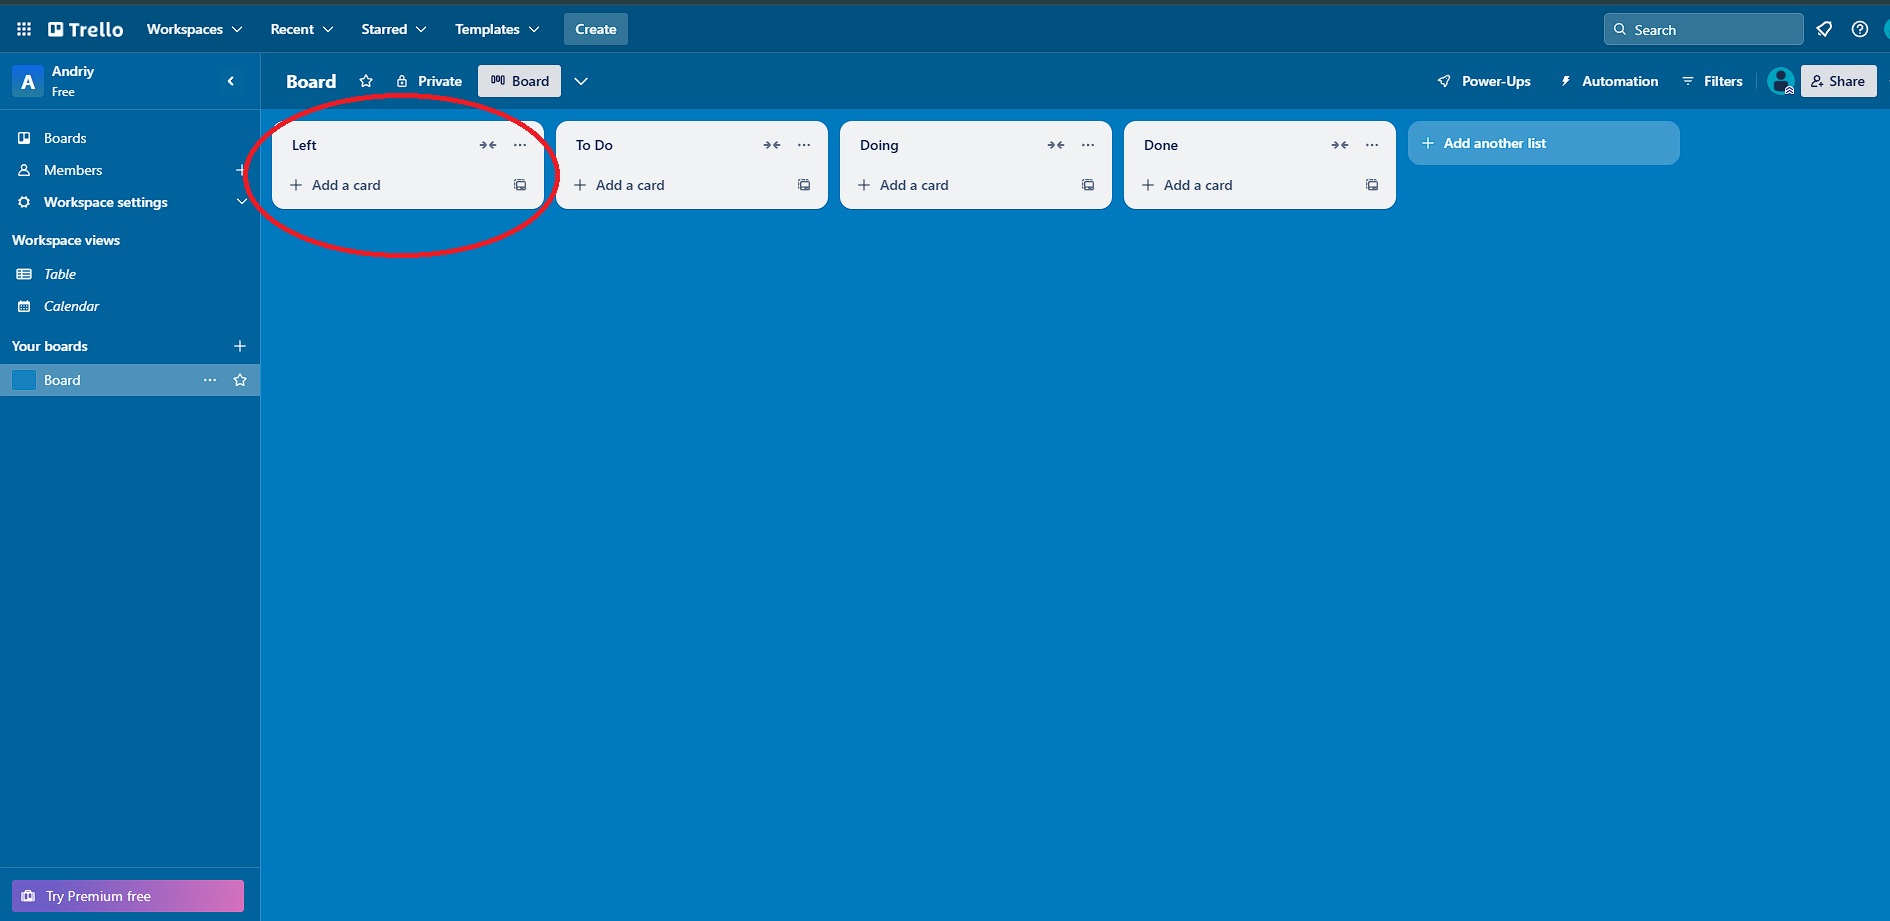 Trello Workspaces Recent Starred Templates Create Search
A Andriy
Free
Board Private Board Power-Ups Automation Filters Share
Boards
Members
Workspace settings
Workspace views
Table
Calendar
Your boards
Board
Left
Add a card
To Do
Add a card
Doing
Add a card
Done
Add a card
Add another list
Try Premium free